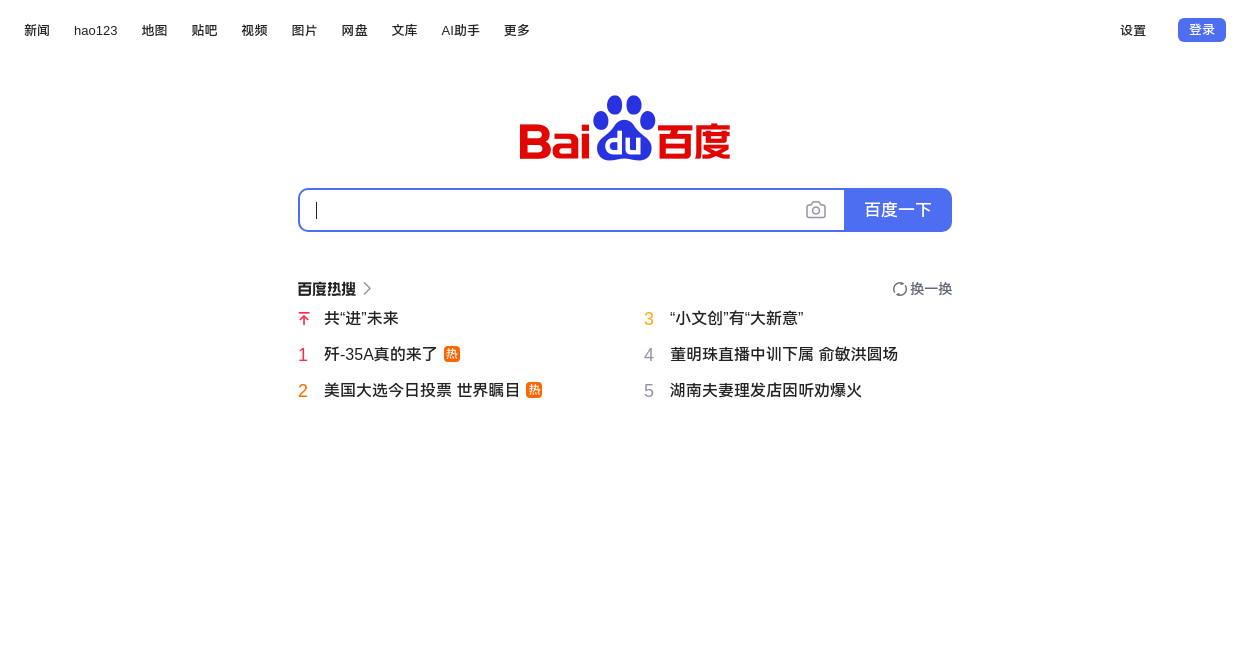 新闻 hao123 地图 贴吧 视频 图片 网盘 文库 AI助手 更多 设置 登录
Bai du 百度
百度一下
百度热搜 换一换
共“进”未来
1 歼-35A真的来了 热
2 美国大选今日投票 世界瞩目 热
3 “小文创”有“大新意”
4 董明珠直播中训下属 俞敏洪圆场
5 湖南夫妻理发店因听劝爆火